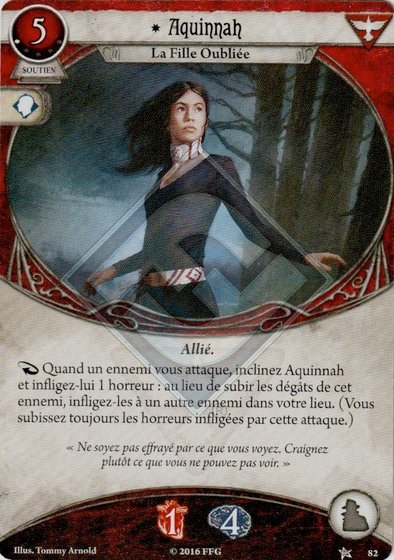 5
Aquinnah
SOUTIEN
La Fille Oubliée
Allié.
Quand un ennemi vous attaque, inclinez Aquinnah
et infligez-lui 1 horreur : au lieu de subir les dégâts de cet
ennemi, infligez-les à un autre ennemi dans votre lieu. (Vous
subissez toujours les horreurs infligées par cette attaque.)
« Ne soyez pas effrayé par ce que vous voyez. Craignez
plutôt ce que vous ne pouvez pas voir. »
1
4
Illus. Tommy Arnold
© 2016 FFG
82